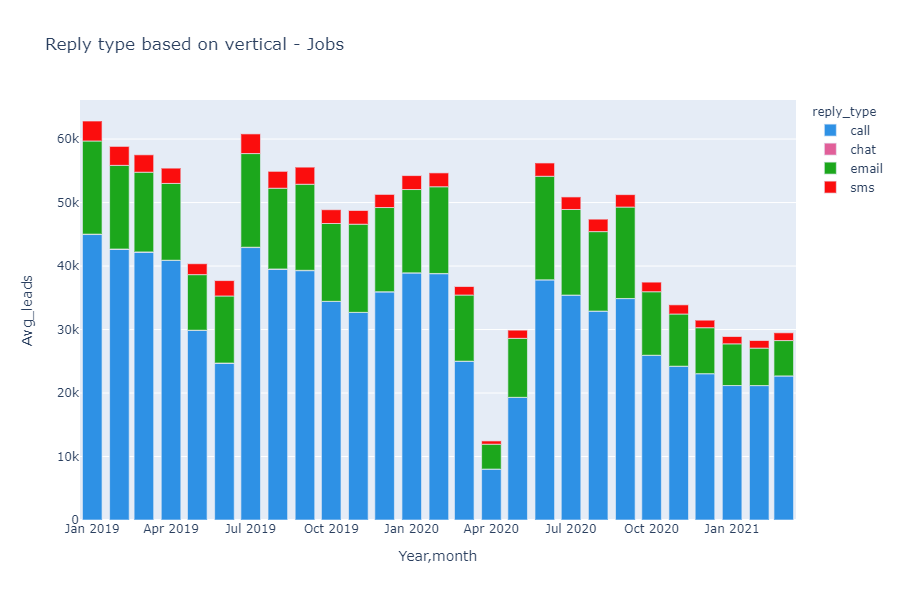 Reply type based on vertical - Jobs
reply_type
call
chat
email
sms
Avg_leads
60k
50k
40k
30k
20k
10k
0
Jan 2019 Apr 2019 Jul 2019 Oct 2019 Jan 2020 Apr 2020 Jul 2020 Oct 2020 Jan 2021
Year,month